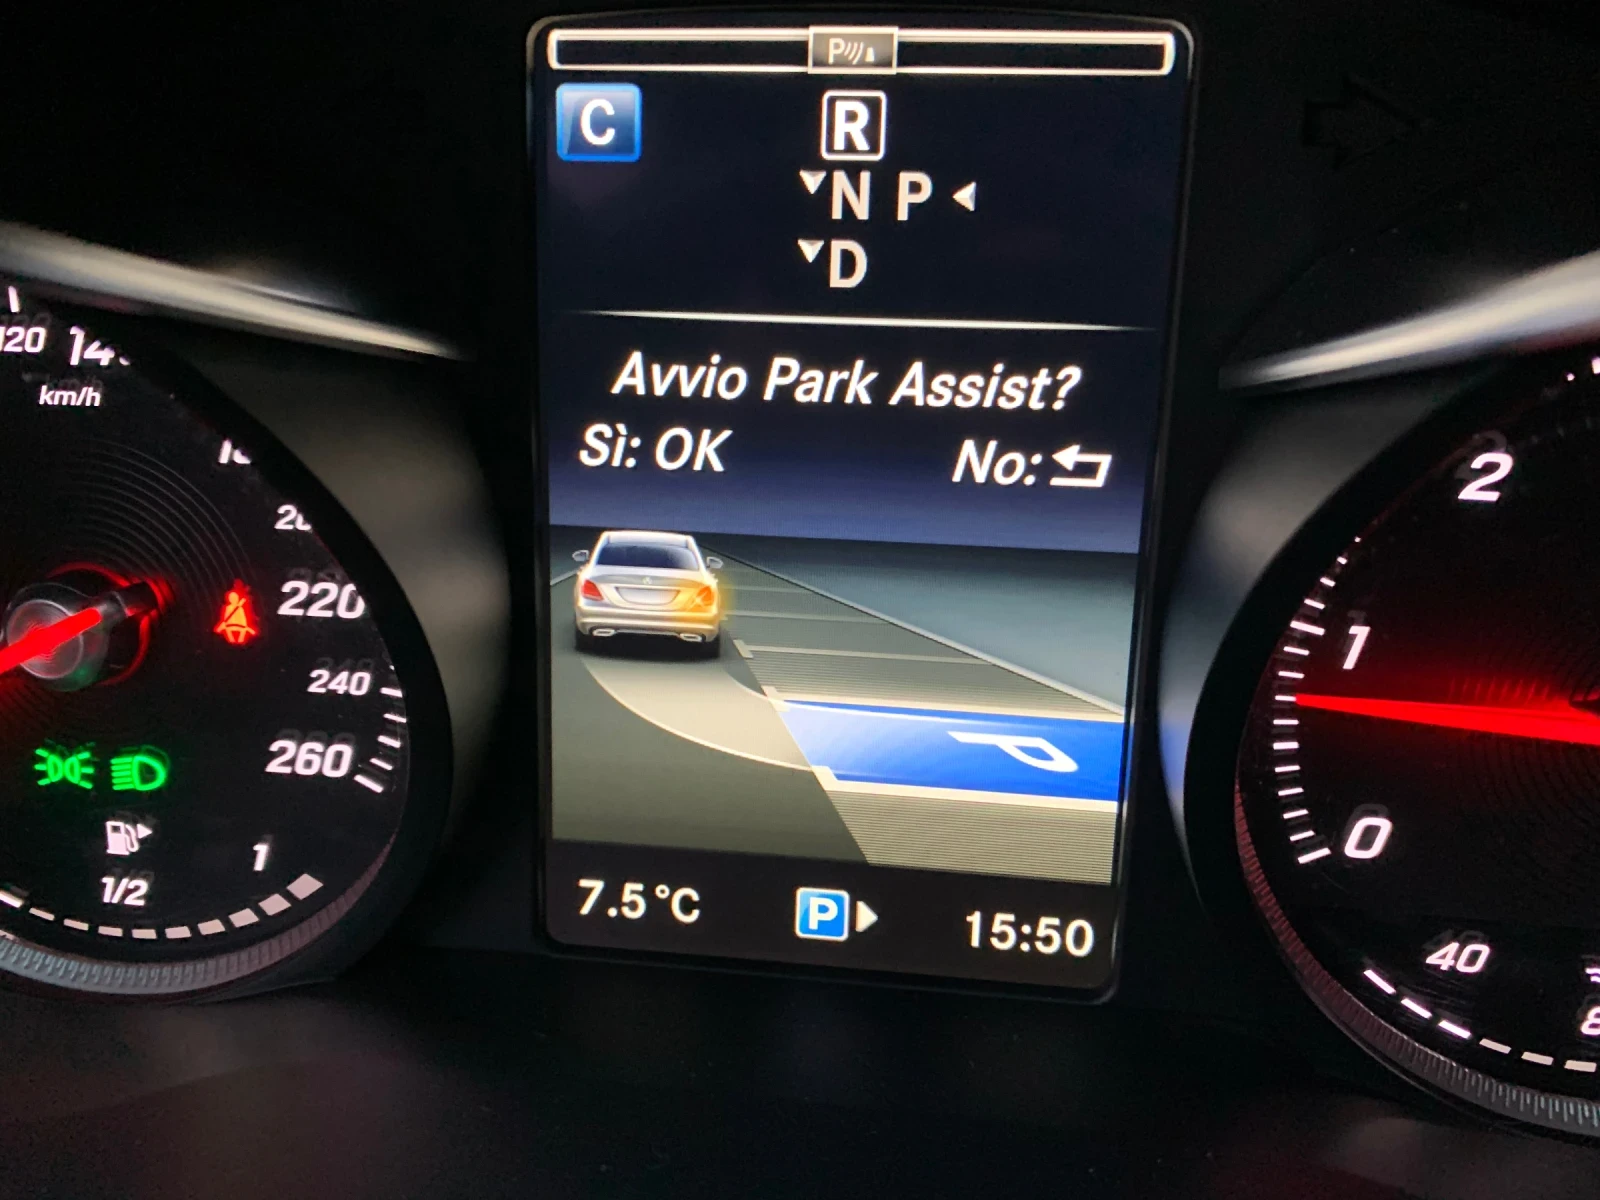 P
C
R
N P
D
Avvio Park Assist?
Sì: OK
No:
P
7.5°C
P
15:50
120
km/h
220
240
260
1/2
1
2
1
0
40